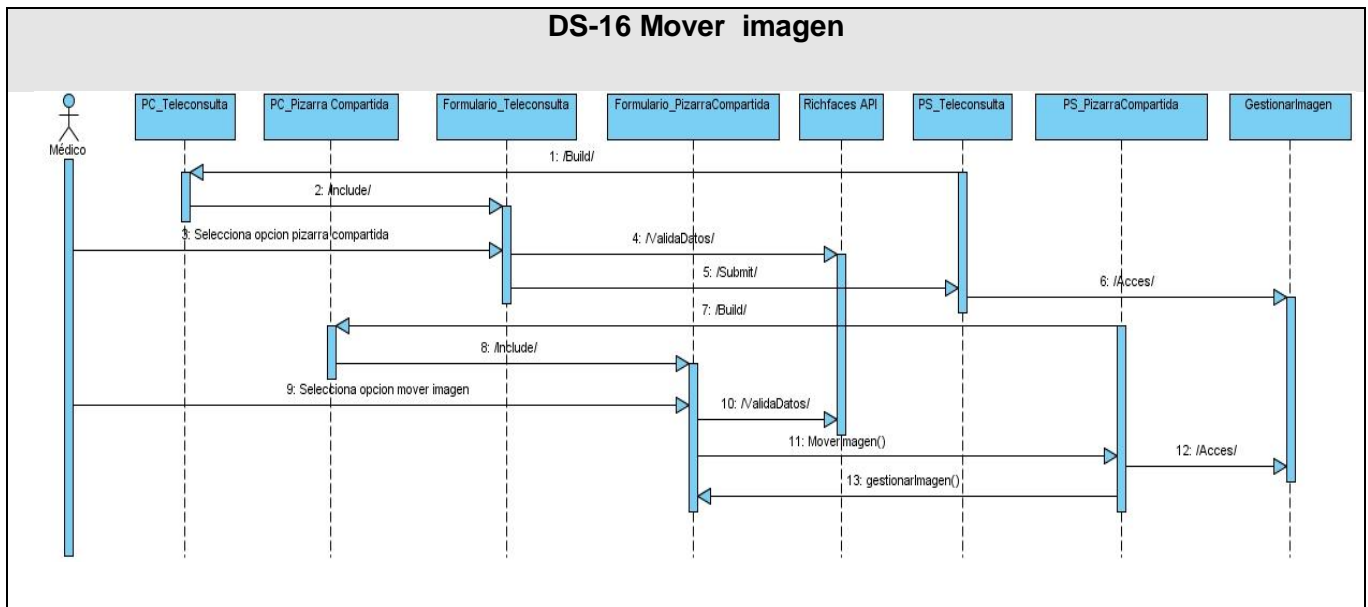 DS-16 Mover imagen
Médico
PC_Teleconsulta
PC_Pizarra Compartida
Formulario_Teleconsulta
Formulario_PizarraCompartida
Richfaces API
PS_Teleconsulta
PS_PizarraCompartida
GestionarImagen
1: /Build/
2: /Include/
3: Selecciona opcion pizarra compartida
4: /ValidaDatos/
5: /Submit/
6: /Acces/
7: /Build/
8: /Include/
9: Selecciona opcion mover imagen
10: /ValidaDatos/
11: MoverImagen()
12: /Acces/
13: gestionarImagen()